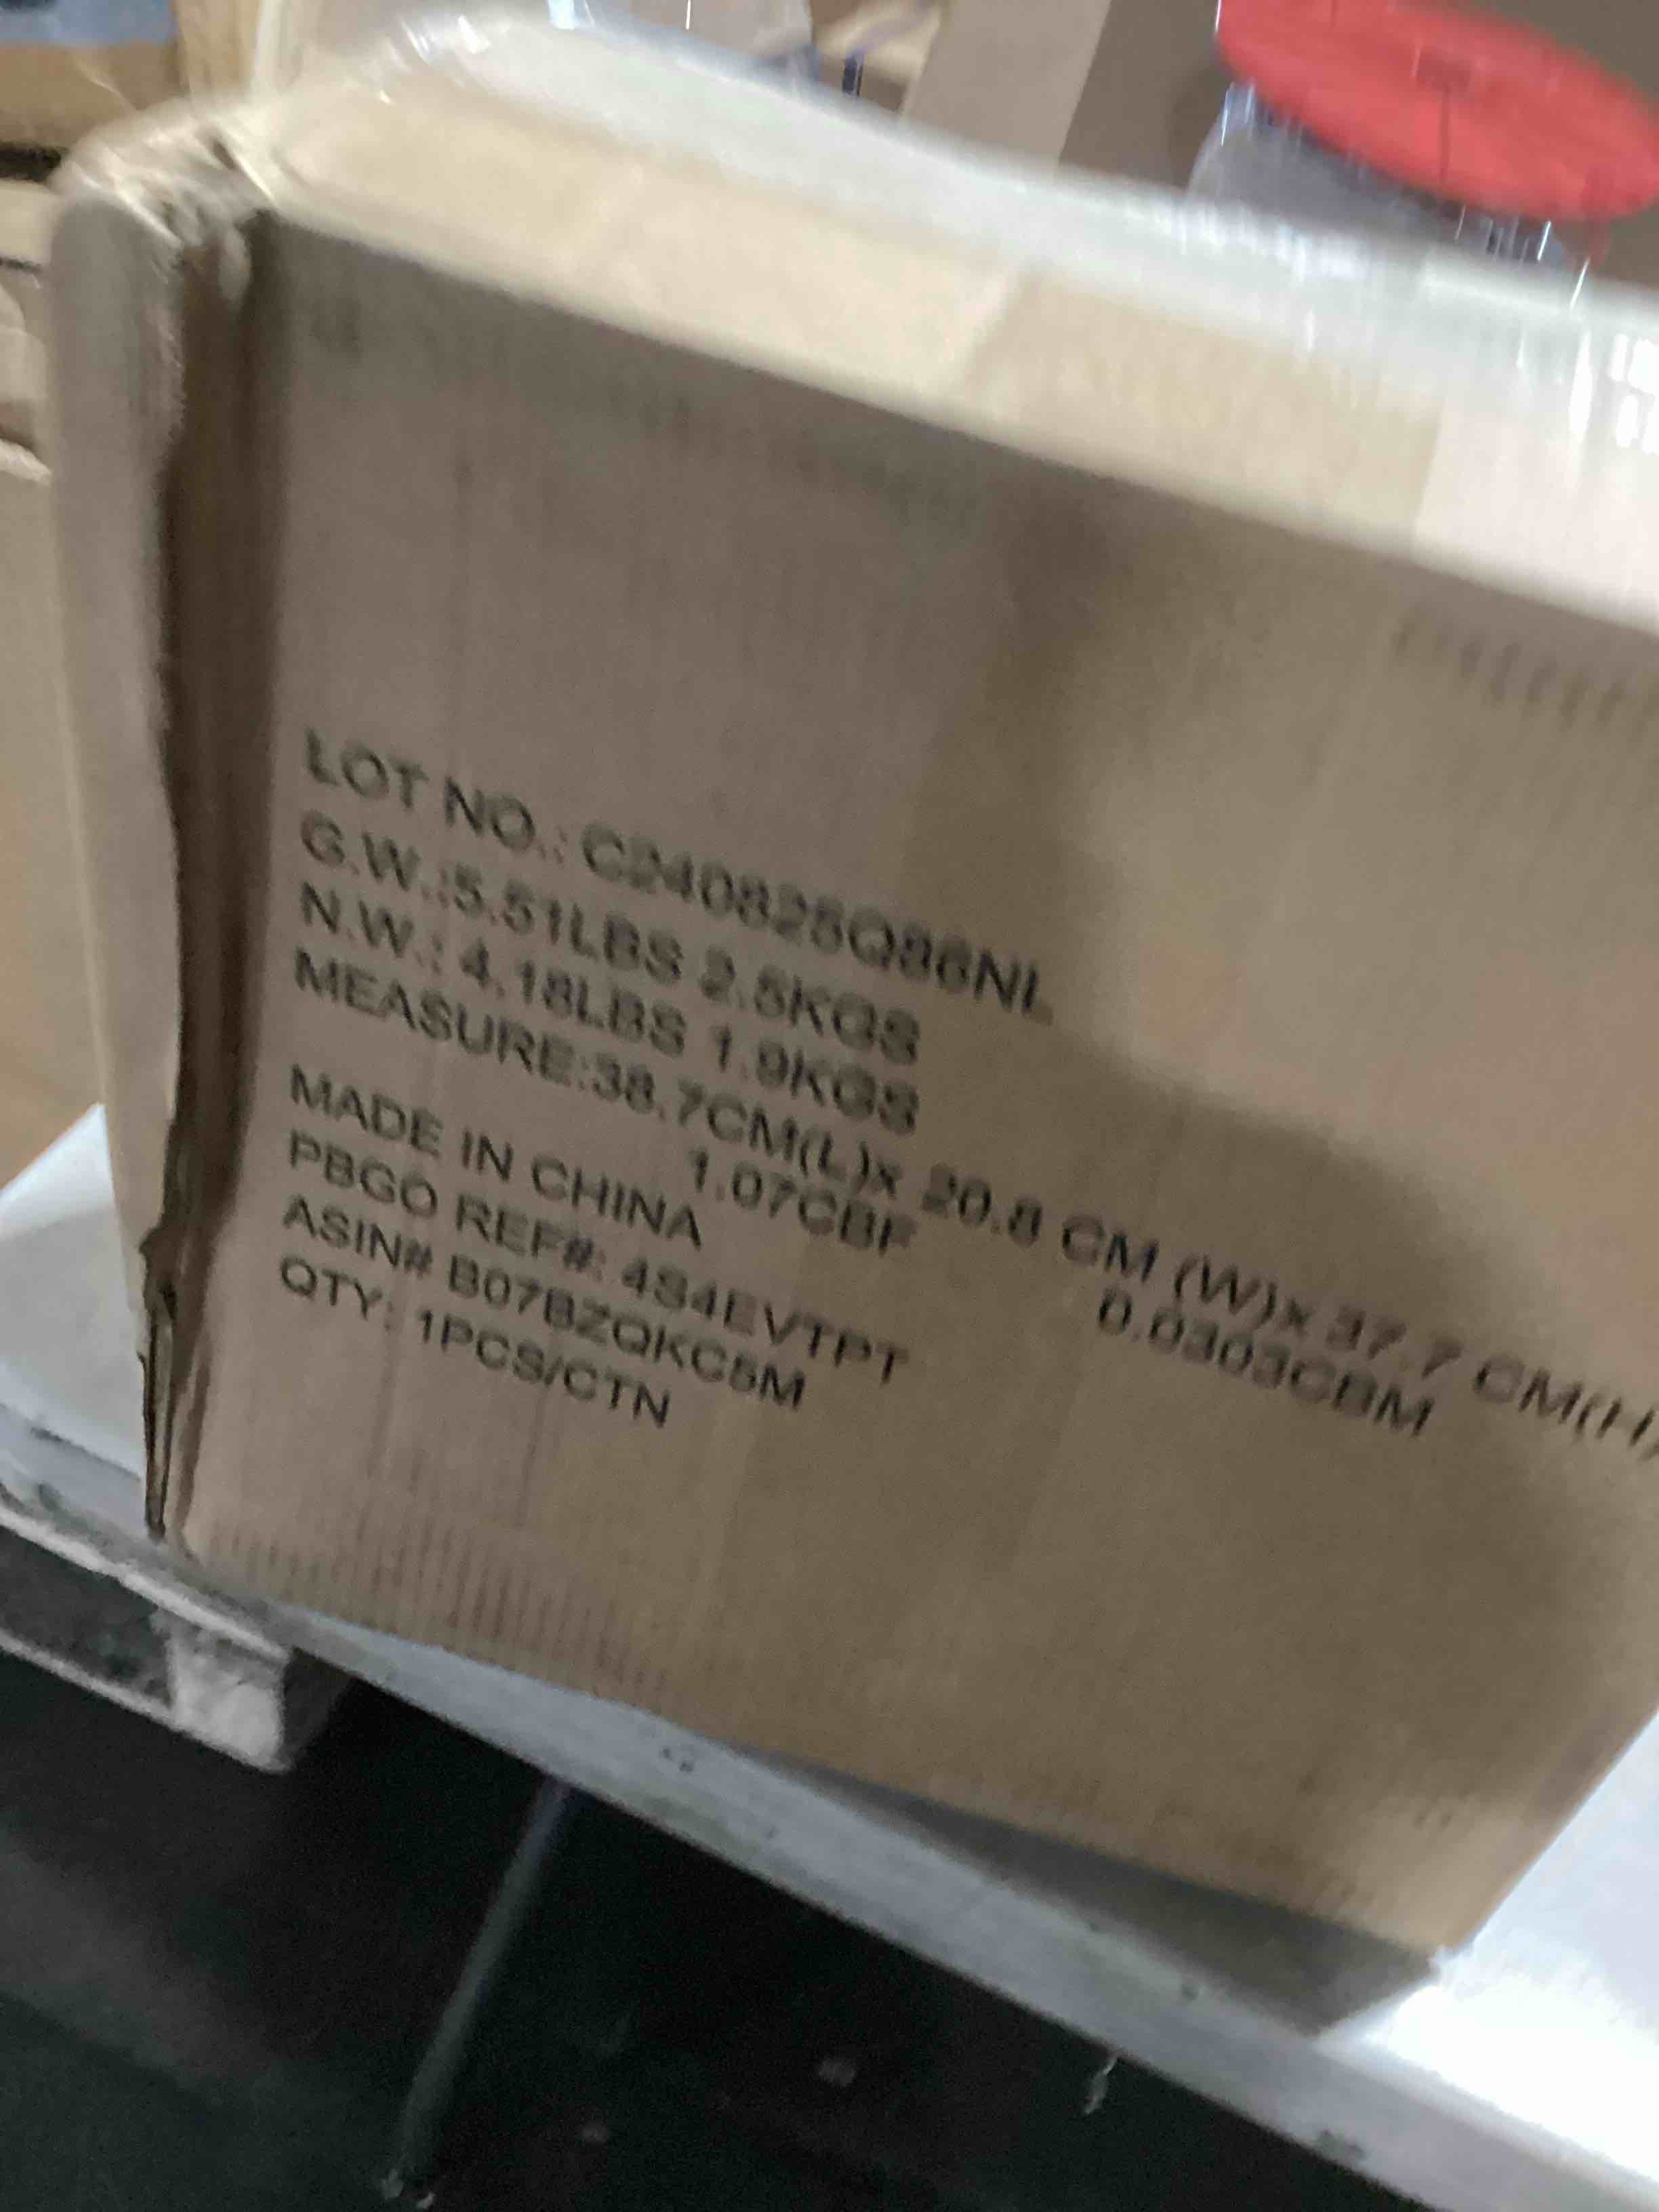 LOT NO.: C240825Q86NL
G.W.:5.51LBS 2.5KGS
N.W.: 4.18LBS 1.9KGS
MEASURE:38.7CM(L)x 20.8 CM (W)x 37.7 CM(H)
1.07CBF 0.0303CBM
MADE IN CHINA
PBGO REF#: 4S4EVTPT
ASIN# B07BZQKC5M
QTY: 1PCS/CTN